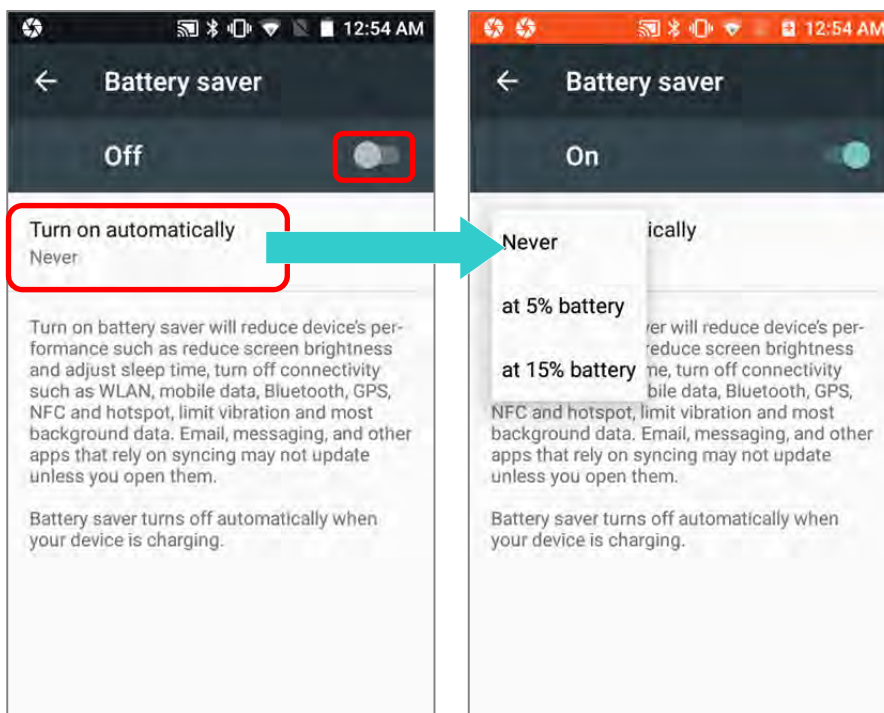 12:54 AM
Battery saver
Off
Turn on automatically
Never
Turn on battery saver will reduce device's per-
formance such as reduce screen brightness
and adjust sleep time, turn off connectivity
such as WLAN, mobile data, Bluetooth, GPS,
NFC and hotspot, limit vibration and most
background data. Email, messaging, and other
apps that rely on syncing may not update
unless you open them.
Battery saver turns off automatically when
your device is charging.
12:54 AM
Battery saver
On
ically
Never
at 5% battery
at 15% battery
er will reduce device's per-
educe screen brightness
me, turn off connectivity
bile data, Bluetooth, GPS,
NFC and hotspot, limit vibration and most
background data. Email, messaging, and other
apps that rely on syncing may not update
unless you open them.
Battery saver turns off automatically when
your device is charging.